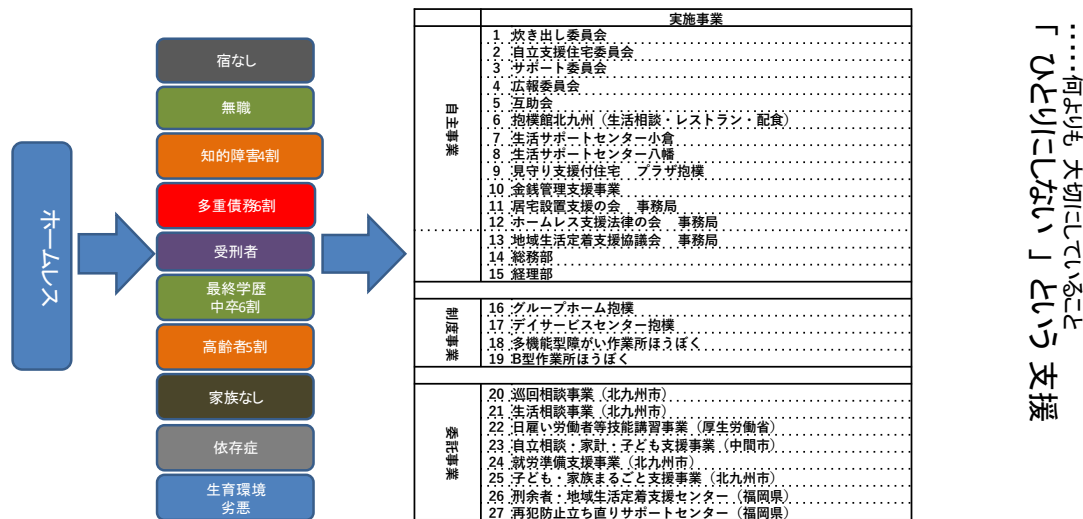 ホームレス
宿なし
無職
知的障害4割
多重債務6割
受刑者
最終学歴
中卒6割
高齢者5割
家族なし
依存症
生育環境
劣悪
実施事業
自主事業
1 炊き出し委員会
2 自立支援住宅委員会
3 サポート委員会
4 広報委員会
5 互助会
6 抱樸館北九州（生活相談・レストラン・配食）
7 生活サポートセンター小倉
8 生活サポートセンター八幡
9 見守り支援付住宅　プラザ抱樸
10 金銭管理支援事業
11 居宅設置支援の会　事務局
12 ホームレス支援法律の会　事務局
13 地域生活定着支援協議会　事務局
14 総務部
15 経理部
制度事業
16 グループホーム抱樸
17 デイサービスセンター抱樸
18 多機能型障がい作業所ほうぼく
19 B型作業所ほうぼく
委託事業
20 巡回相談事業（北九州市）
21 生活相談事業（北九州市）
22 日雇い労働者等技能講習事業（厚生労働省）
23 自立相談・家計・子ども支援事業（中間市）
24 就労準備支援事業（北九州市）
25 子ども・家族まるごと支援事業（北九州市）
26 刑余者・地域生活定着支援センター（福岡県）
27 再犯防止立ち直りサポートセンター（福岡県）
‥‥何よりも 大切にしていること
「 ひとりにしない 」 という 支援